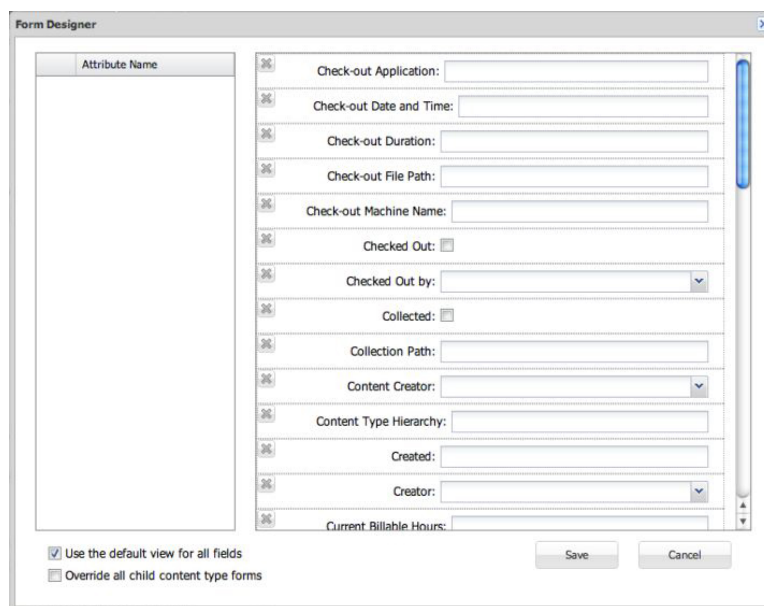 Form Designer
Attribute Name
Check-out Application:
Check-out Date and Time:
Check-out Duration:
Check-out File Path:
Check-out Machine Name:
Checked Out:
Checked Out by:
Collected:
Collection Path:
Content Creator:
Content Type Hierarchy:
Created:
Creator:
Current Billable Hours:
Use the default view for all fields
Override all child content type forms
Save
Cancel